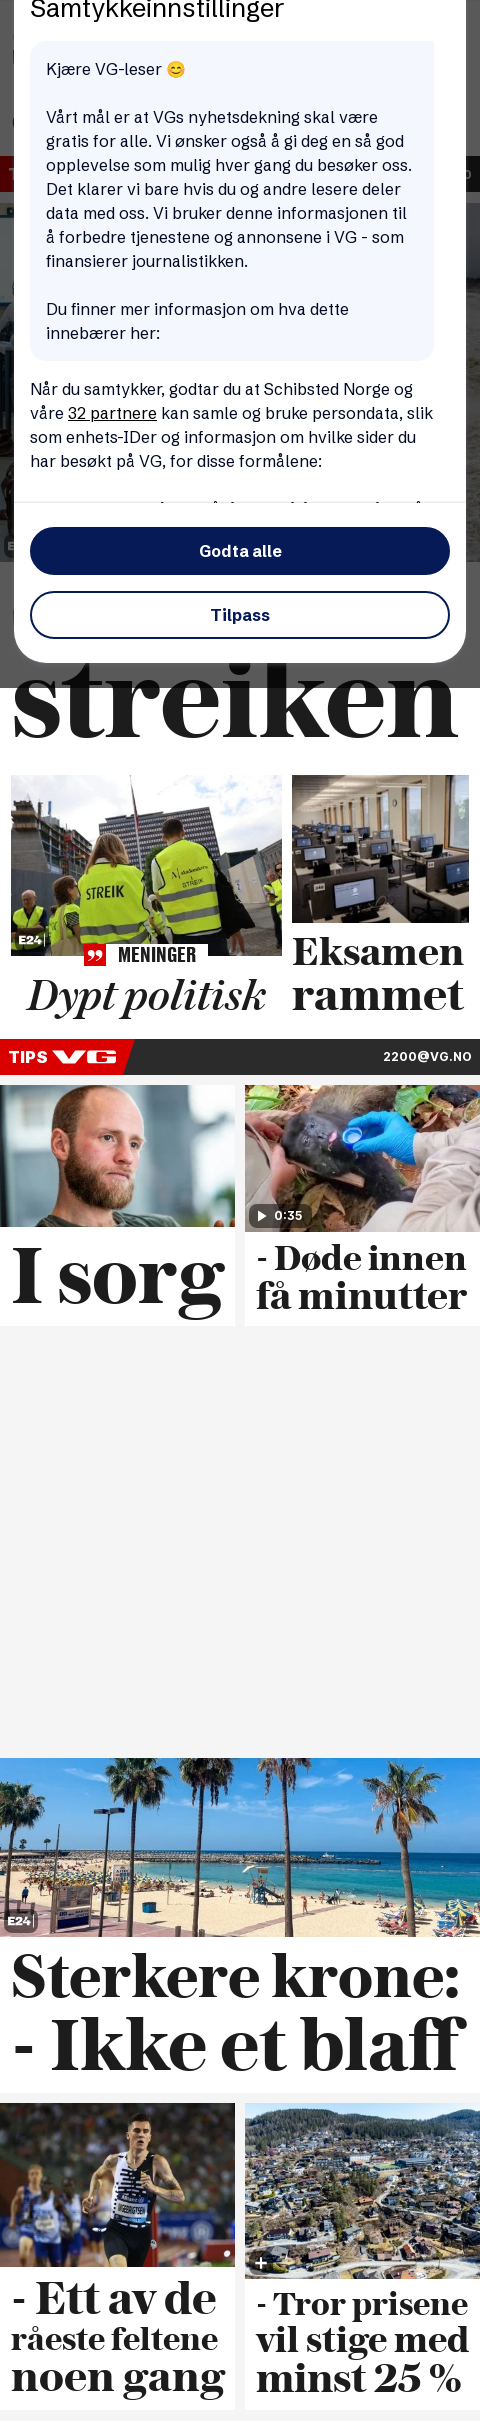 Samtykkeinnstillinger
Kjære VG-leser 😊
Vårt mål er at VGs nyhetsdekning skal være
gratis for alle. Vi ønsker også å gi deg en så god
opplevelse som mulig hver gang du besøker oss.
Det klarer vi bare hvis du og andre lesere deler
data med oss. Vi bruker denne informasjonen til
å forbedre tjenestene og annonsene i VG - som
finansierer journalistikken.
Du finner mer informasjon om hva dette
innebærer her:
Når du samtykker, godtar du at Schibsted Norge og
våre 32 partnere kan samle og bruke persondata, slik
som enhets-IDer og informasjon om hvilke sider du
har besøkt på VG, for disse formålene:
Godta alle
Tilpass
streiken
STREIK
STREIK
E24
MENINGER
Dypt politisk
Eksamen
rammet
TIPS VG
2200@VG.NO
I sorg
0:35
- Døde innen
få minutter
E24
Sterkere krone:
- Ikke et blaff
INGEBRIGTSEN
- Ett av de
råeste feltene
noen gang
- Tror prisene
vil stige med
minst 25 %